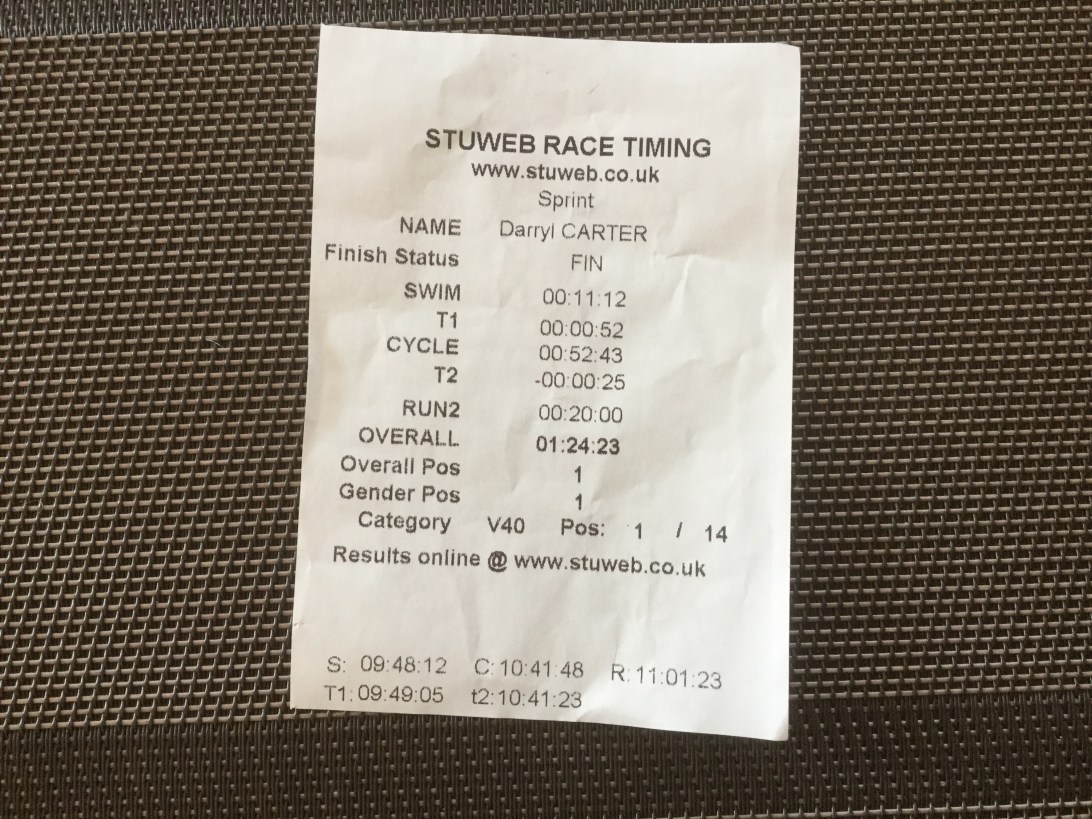 STUWEB RACE TIMING
www.stuweb.co.uk
Sprint
NAME Darryl CARTER
Finish Status FIN
SWIM 00:11:12
T1 00:00:52
CYCLE 00:52:43
T2 -00:00:25
RUN2 00:20:00
OVERALL 01:24:23
Overall Pos 1
Gender Pos 1
Category V40 Pos: 1 / 14
Results online @ www.stuweb.co.uk
S: 09:48:12 C:10:41:48 R:11:01:23
T1:09:49:05 t2:10:41:23